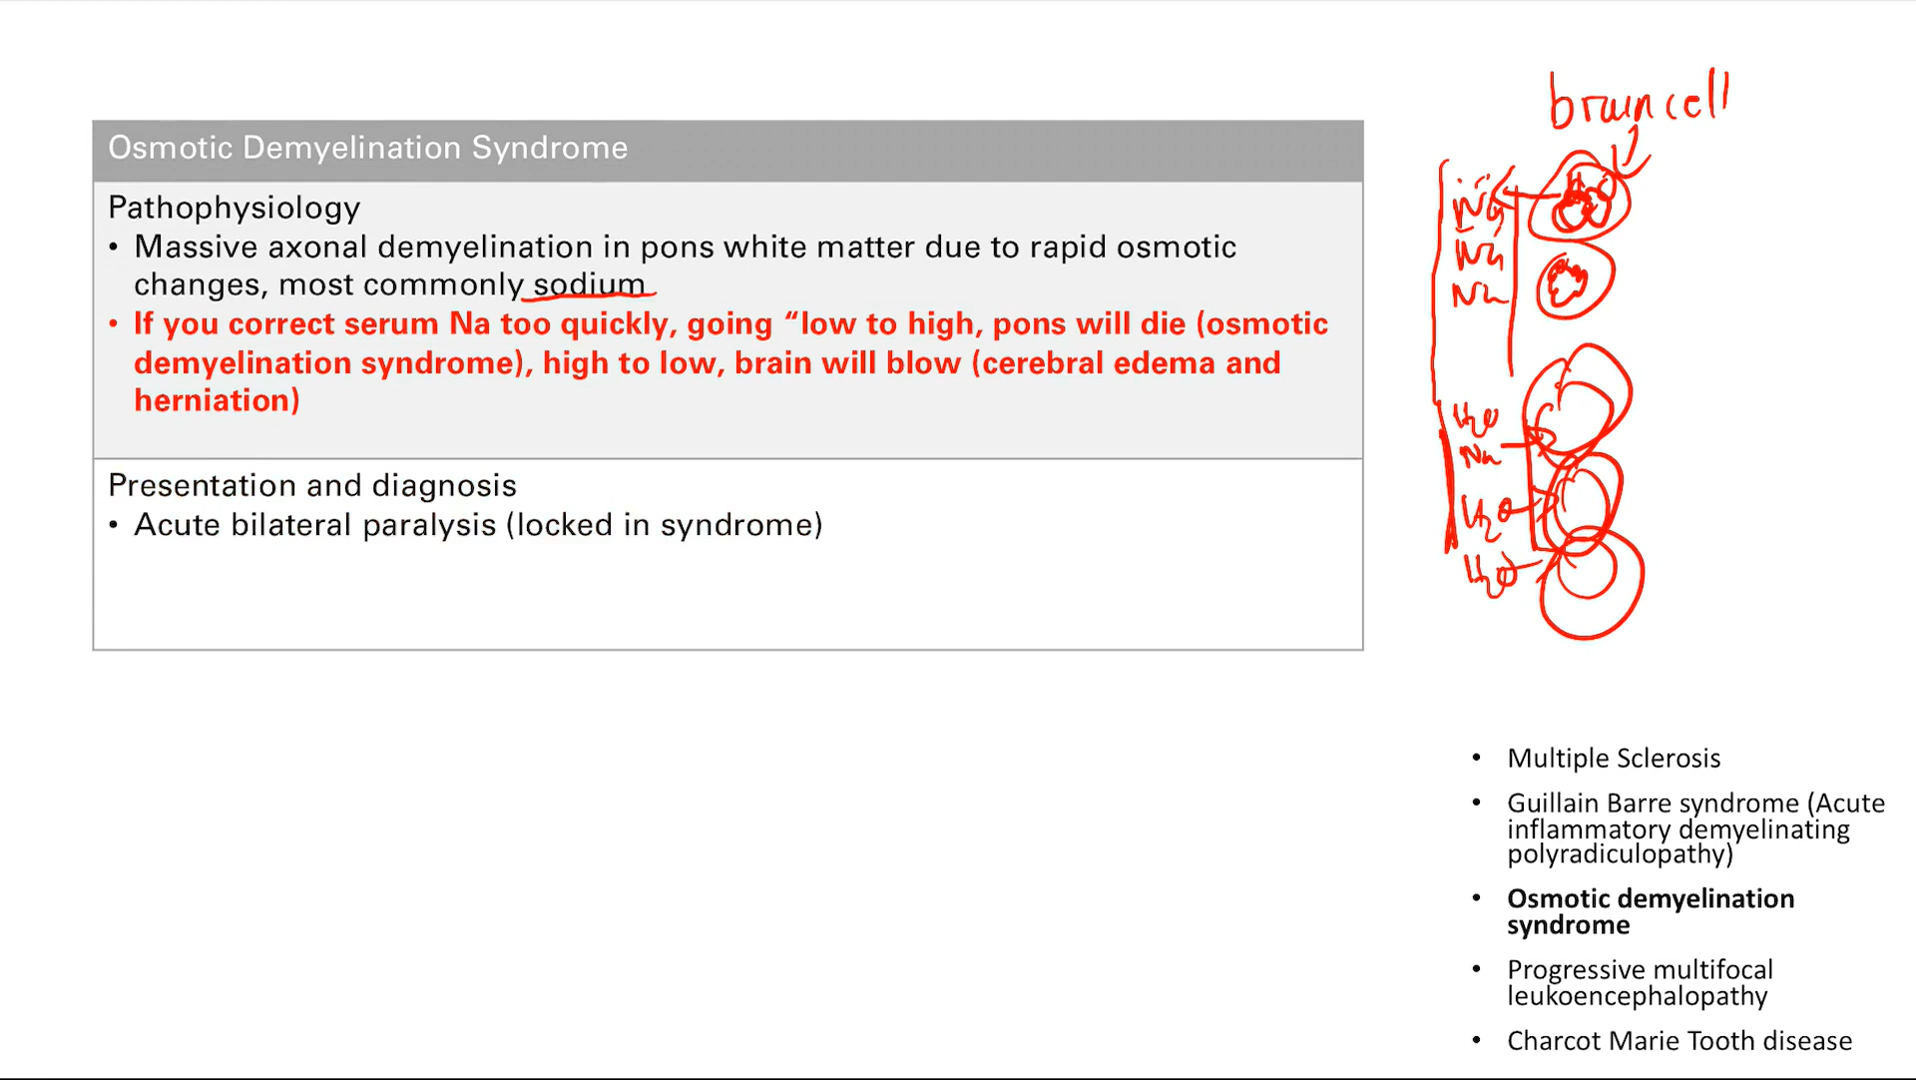 brain cell
Osmotic Demyelination Syndrome
Pathophysiology
• Massive axonal demyelination in pons white matter due to rapid osmotic
changes, most commonly sodium
• If you correct serum Na too quickly, going “low to high, pons will die (osmotic
demyelination syndrome), high to low, brain will blow (cerebral edema and
herniation)
Presentation and diagnosis
• Acute bilateral paralysis (locked in syndrome)
Na
Na
Na
H2O
Na
H2O
H2O
• Multiple Sclerosis
• Guillain Barre syndrome (Acute
inflammatory demyelinating
polyradiculopathy)
• Osmotic demyelination
syndrome
• Progressive multifocal
leukoencephalopathy
• Charcot Marie Tooth disease